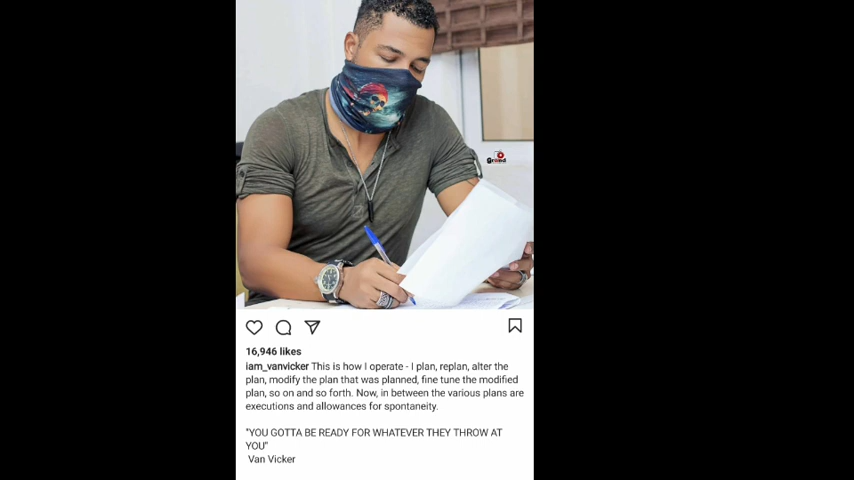 grand
16,946 likes
iam_vanvicker This is how I operate - I plan, replan, alter the
plan, modify the plan that was planned, fine tune the modified
plan, so on and so forth. Now, in between the various plans are
executions and allowances for spontaneity.
"YOU GOTTA BE READY FOR WHATEVER THEY THROW AT
YOU"
Van Vicker